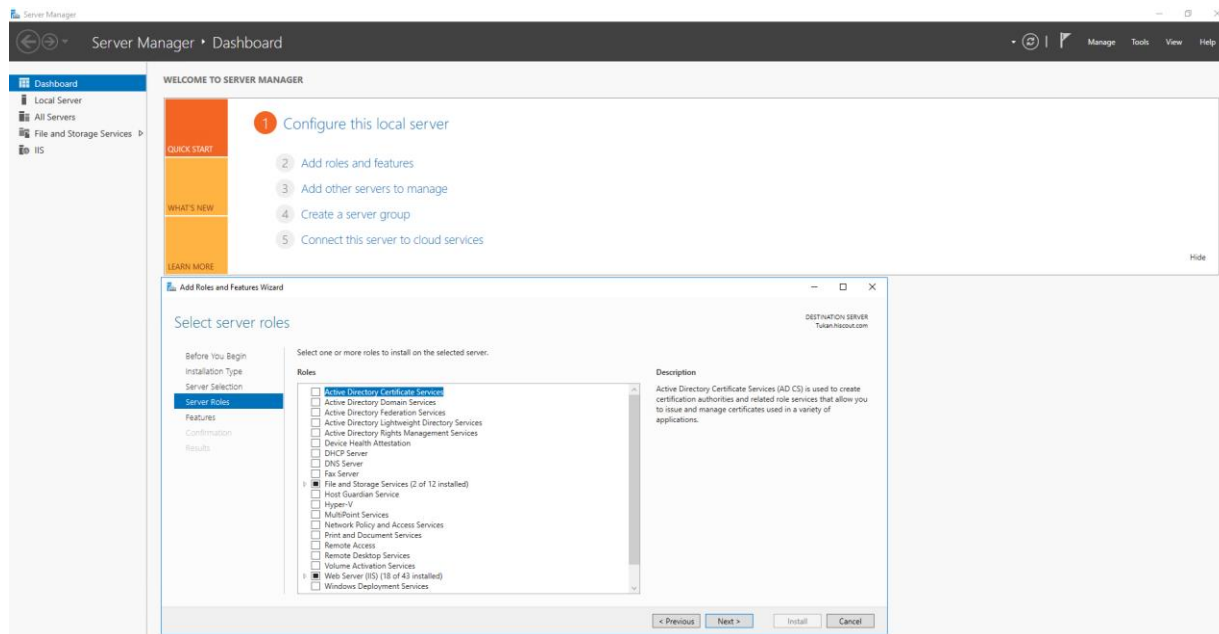 Server Manager
Server Manager • Dashboard
Manage Tools View Help
Dashboard
Local Server
All Servers
File and Storage Services
IIS
WELCOME TO SERVER MANAGER
QUICK START
WHAT'S NEW
LEARN MORE
1 Configure this local server
2 Add roles and features
3 Add other servers to manage
4 Create a server group
5 Connect this server to cloud services
Hide
Add Roles and Features Wizard
Select server roles
DESTINATION SERVER
Tukan.hiscout.com
Before You Begin
Installation Type
Server Selection
Server Roles
Features
Confirmation
Results
Select one or more roles to install on the selected server.
Roles
Active Directory Certificate Services
Active Directory Domain Services
Active Directory Federation Services
Active Directory Lightweight Directory Services
Active Directory Rights Management Services
Device Health Attestation
DHCP Server
DNS Server
Fax Server
File and Storage Services (2 of 12 installed)
Host Guardian Service
Hyper-V
MultiPoint Services
Network Policy and Access Services
Print and Document Services
Remote Access
Remote Desktop Services
Volume Activation Services
Web Server (IIS) (18 of 43 installed)
Windows Deployment Services
Description
Active Directory Certificate Services (AD CS) is used to create
certification authorities and related role services that allow you
to issue and manage certificates used in a variety of
applications.
< Previous Next > Install Cancel